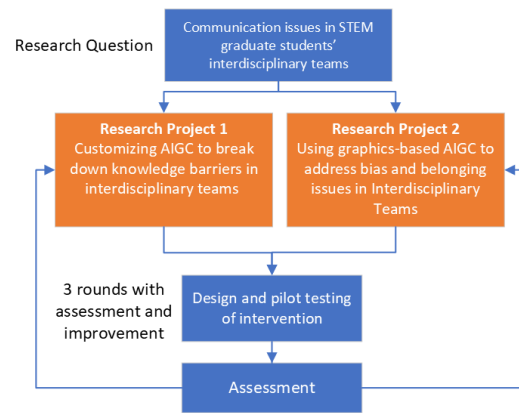 Research Question
Communication issues in STEM
graduate students'
interdisciplinary teams
Research Project 1
Customizing AIGC to break
down knowledge barriers in
interdisciplinary teams
Research Project 2
Using graphics-based AIGC to
address bias and belonging
issues in Interdisciplinary
Teams
3 rounds with
assessment and
improvement
Design and pilot testing
of intervention
Assessment